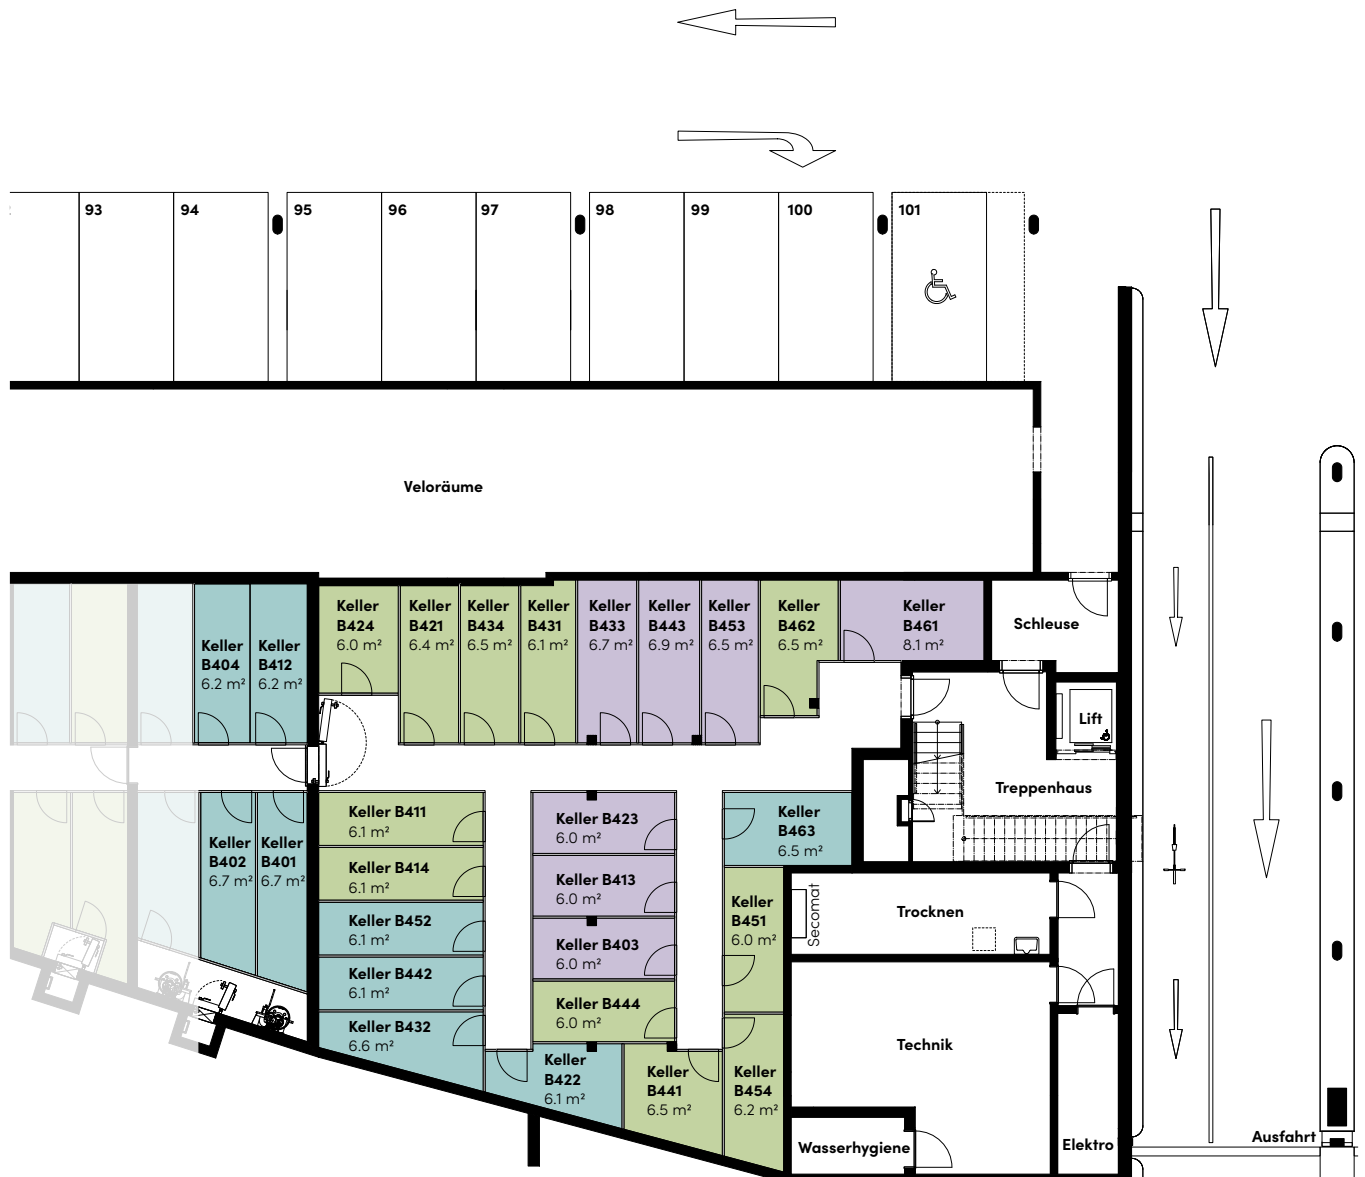 93
94
95
96
97
98
99
100
101
Veloräume
Keller
B404
6.2 m²
Keller
B412
6.2 m²
Keller
B424
6.0 m²
Keller
B421
6.4 m²
Keller
B434
6.5 m²
Keller
B431
6.1 m²
Keller
B433
6.7 m²
Keller
B443
6.9 m²
Keller
B453
6.5 m²
Keller
B462
6.5 m²
Keller
B461
8.1 m²
Schleuse
Lift
Treppenhaus
Keller
B402
6.7 m²
Keller
B401
6.7 m²
Keller B411
6.1 m²
Keller B414
6.1 m²
Keller B452
6.1 m²
Keller B442
6.1 m²
Keller B432
6.6 m²
Keller B423
6.0 m²
Keller B413
6.0 m²
Keller B403
6.0 m²
Keller B444
6.0 m²
Keller
B422
6.1 m²
Keller
B441
6.5 m²
Keller
B463
6.5 m²
Keller
B451
6.0 m²
Keller
B454
6.2 m²
Secomat
Trocknen
Technik
Wasserhygiene
Elektro
Ausfahrt